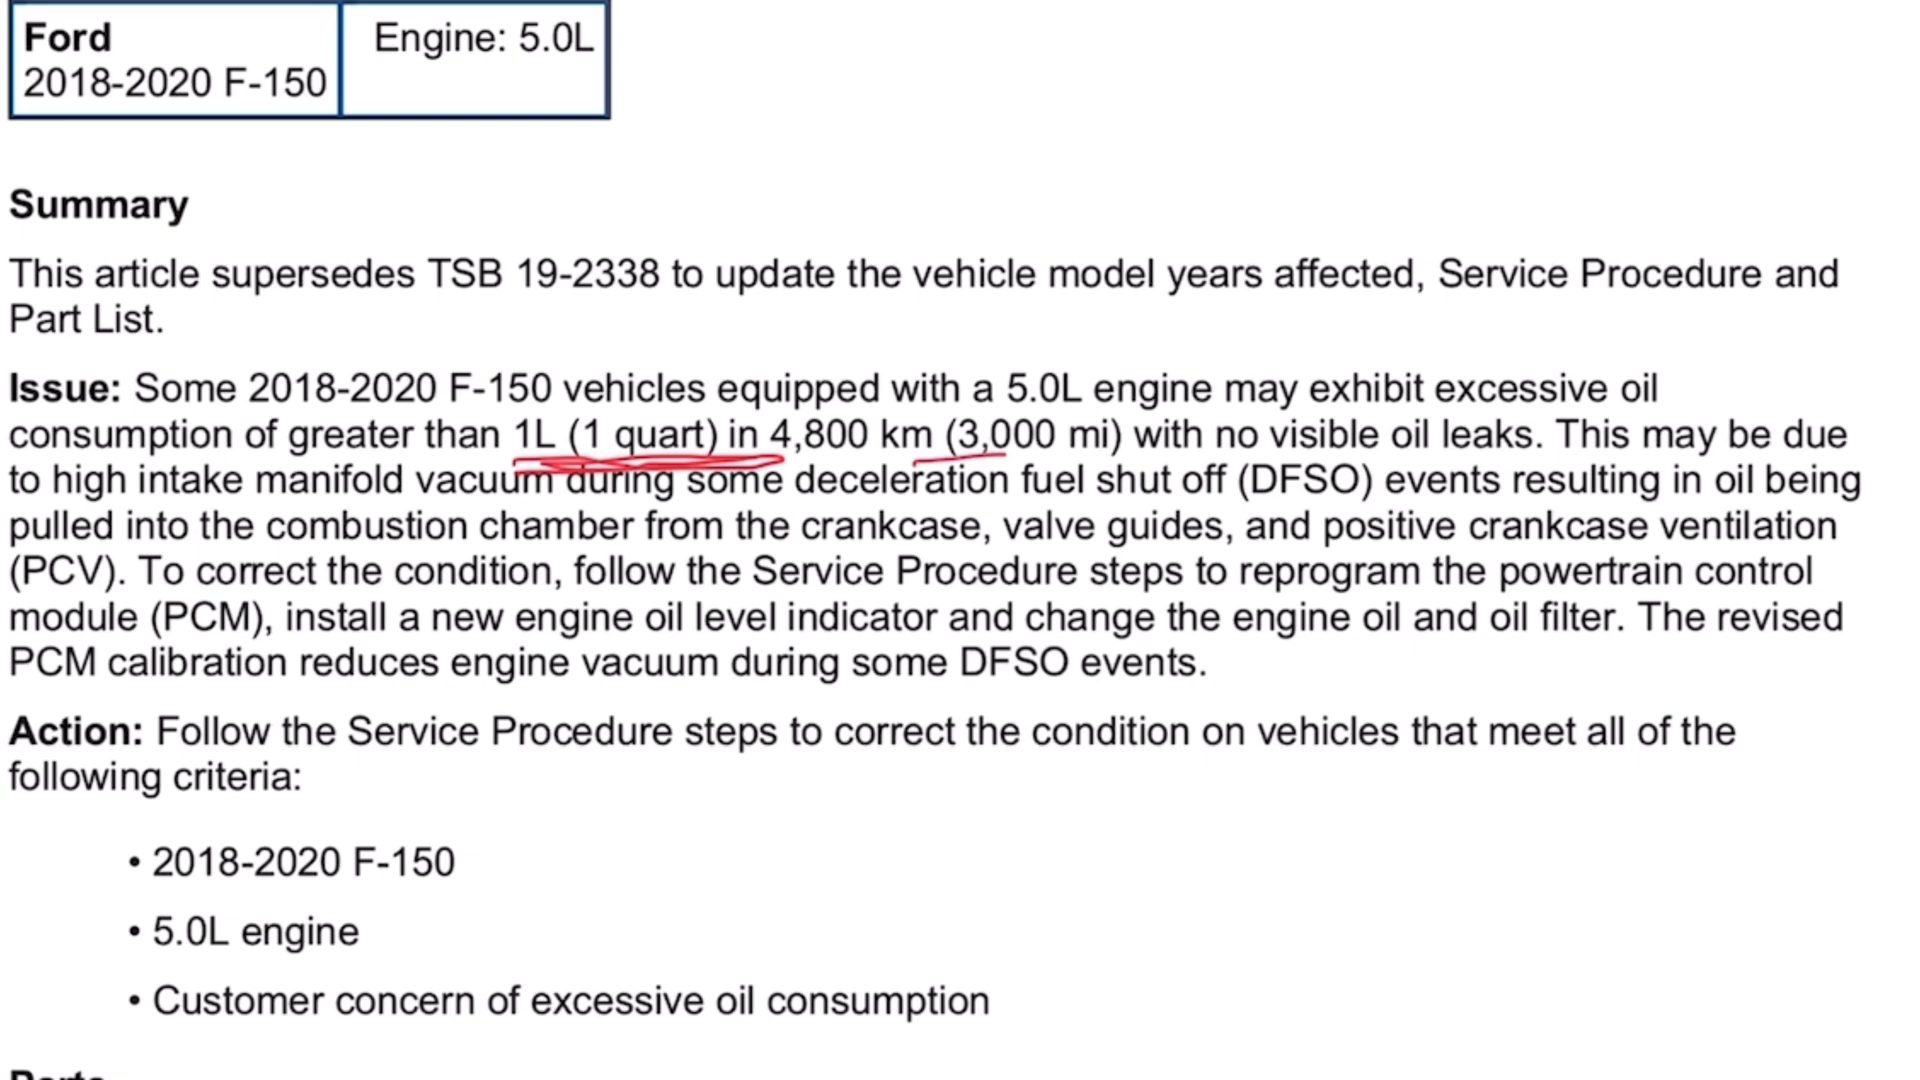 Ford
2018-2020 F-150
Engine: 5.0L
Summary
This article supersedes TSB 19-2338 to update the vehicle model years affected, Service Procedure and
Part List.
Issue: Some 2018-2020 F-150 vehicles equipped with a 5.0L engine may exhibit excessive oil
consumption of greater than 1L (1 quart) in 4,800 km (3,000 mi) with no visible oil leaks. This may be due
to high intake manifold vacuum during some deceleration fuel shut off (DFSO) events resulting in oil being
pulled into the combustion chamber from the crankcase, valve guides, and positive crankcase ventilation
(PCV). To correct the condition, follow the Service Procedure steps to reprogram the powertrain control
module (PCM), install a new engine oil level indicator and change the engine oil and oil filter. The revised
PCM calibration reduces engine vacuum during some DFSO events.
Action: Follow the Service Procedure steps to correct the condition on vehicles that meet all of the
following criteria:
• 2018-2020 F-150
• 5.0L engine
• Customer concern of excessive oil consumption
Parts